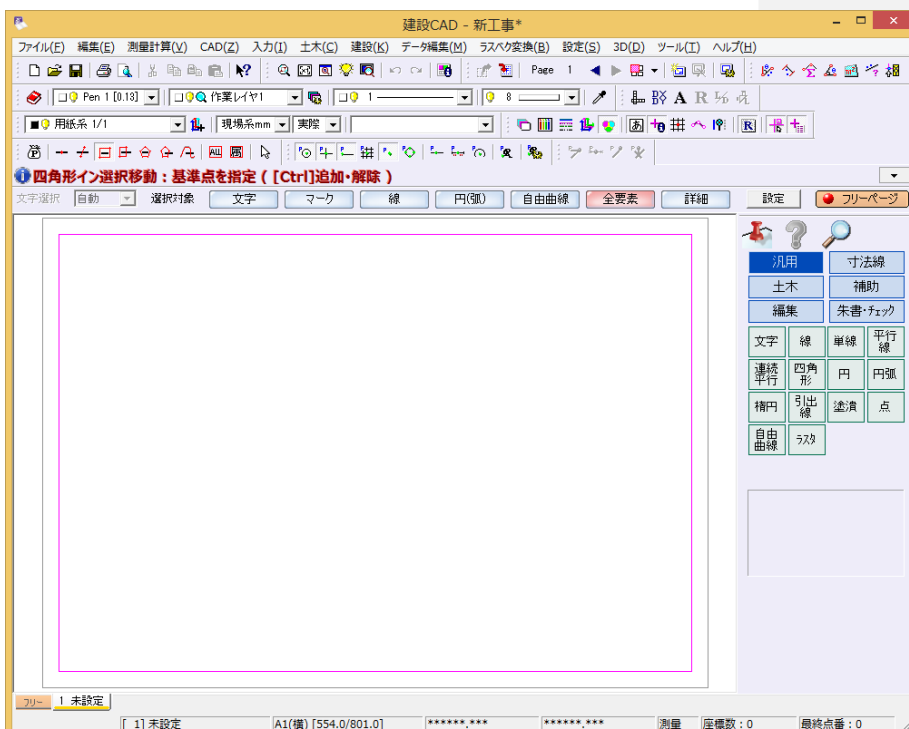 建設CAD - 新工事*
ファイル(F) 編集(E) 測量計算(V) CAD(Z) 入力(I) 土木(C) 建設(K) データ編集(M) ラスベク変換(B) 設定(S) 3D(D) ツール(T) ヘルプ(H)
Page 1
Pen 1 [0.13] 作業レイヤ1 1 8
用紙系 1/1 現場系mm 実際
四角形イン選択移動：基準点を指定 ( [Ctrl]追加・解除 )
文字選択 自動 選択対象 文字 マーク 線 円(弧) 自由曲線 全要素 詳細 設定 フリーページ
汎用 寸法線
土木 補助
編集 朱書・チェック
文字 線 単線 平行線
連続平行 四角形 円 円弧
楕円 引出線 塗潰 点
自由曲線 ラスタ
フリー 1 未設定
[ 1] 未設定 A1(横) [554.0/801.0] ******.*** ******.*** 測量 座標数：0 最終点番：0